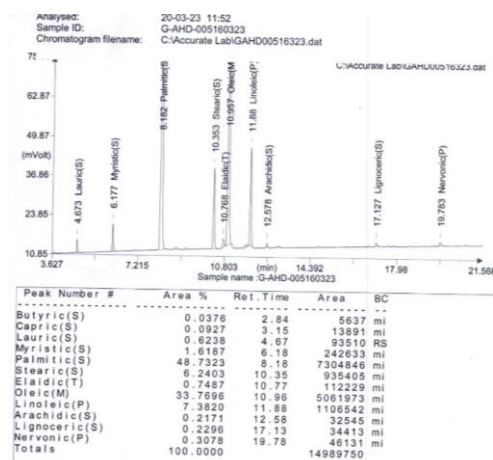 Analysed: 20-03-23 11:52
Sample ID: G-AHD-005160323
Chromatogram filename: C:\Accurate Lab\GAHD00516323.dat
C:\Accurate Lab\GAHD00516323.dat
62.87
49.87
(mVolt)
36.86
23.85
10.85
4.673 Lauric(S)
6.177 Myristic(S)
8.182 Palmitic(S
10.353 Stearic(S)
10.768 Elaidic(T)
10.957 Oleic(M
11.88 Linoleic(P)
12.578 Arachidic(S)
17.127 Lignoceric(S)
19.783 Nervonic(P)
3.627 7.215 10.803 (min) 14.392 17.98 21.568
Sample name :G-AHD-005160323
Peak Number # Area % Ret.Time Area BC
Butyric(S) 0.0376 2.84 5637 mi
Capric(S) 0.0927 3.15 13891 mi
Lauric(S) 0.6238 4.67 93510 RS
Myristic(S) 1.6187 6.18 242633 mi
Palmitic(S) 48.7323 8.18 7304846 mi
Stearic(S) 6.2403 10.35 935405 mi
Elaidic(T) 0.7487 10.77 112229 mi
Oleic(M) 33.7696 10.96 5061973 mi
Linoleic(P) 7.3820 11.88 1106542 mi
Arachidic(S) 0.2171 12.58 32545 mi
Lignoceric(S) 0.2296 17.13 34413 mi
Nervonic(P) 0.3078 19.78 46131 mi
Totals 100.0000 14989750